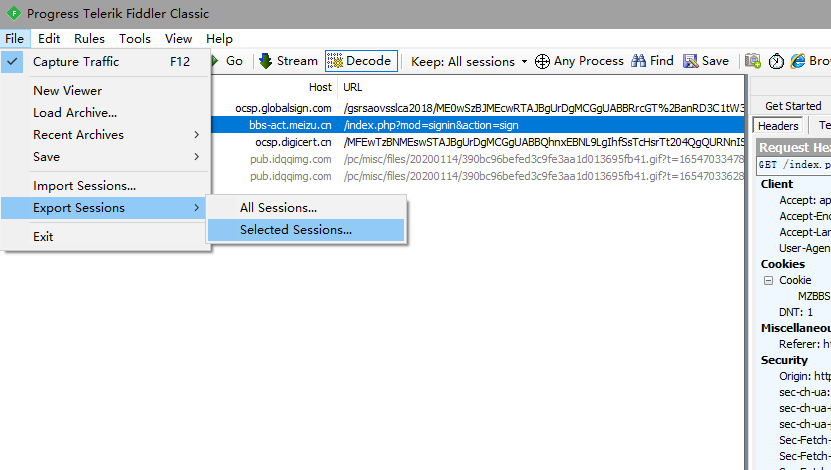 Progress Telerik Fiddler Classic
File Edit Rules Tools View Help
Capture Traffic F12
Go Stream Decode Keep: All sessions Any Process Find Save Brow
New Viewer
Load Archive...
Recent Archives
Save
Import Sessions...
Export Sessions
Exit
All Sessions...
Selected Sessions...
Host URL
ocsp.globalsign.com /gsrsaovsslca2018/ME0wSzBJMEcwRTAJBgUrDgMCGgUABBRrcGT%2BanRD3C1tW3
bbs-act.meizu.cn /index.php?mod=signin&action=sign
ocsp.digicert.cn /MFEwTzBNMEswSTAJBgUrDgMCGgUABBQhnxEBNL9LgIhfSsTcHsrTt204QgQURNnIS
pub.idqqimg.com /pc/misc/files/20200114/390bc96befed3c9fe3aa1d013695fb41.gif?t=16547033478
pub.idqqimg.com /pc/misc/files/20200114/390bc96befed3c9fe3aa1d013695fb41.gif?t=16547033628
Get Started
Headers Te
Request Hea
GET /index.p
Client
Accept: ap
Accept-Enc
Accept-Lan
User-Agen
Cookies
Cookie
MZBBS
DNT: 1
Miscellaneou
Referer: ht
Security
Origin: http
sec-ch-ua:
sec-ch-ua-
sec-ch-ua-p
Sec-Fetch-
Sec-Fetch-
Sec-Fetch-